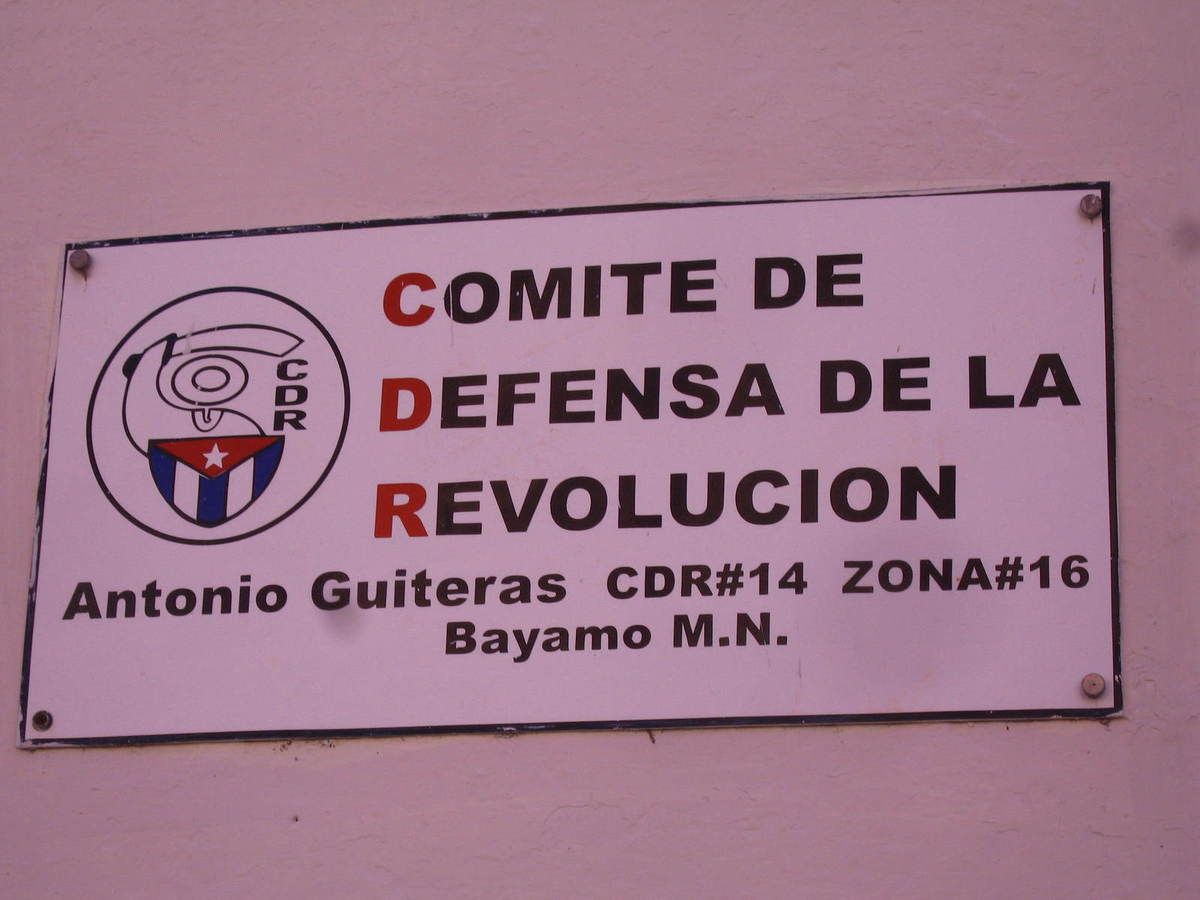 CDR
COMITE DE
DEFENSA DE LA
REVOLUCION
Antonio Guiteras CDR#14 ZONA#16
Bayamo M.N.